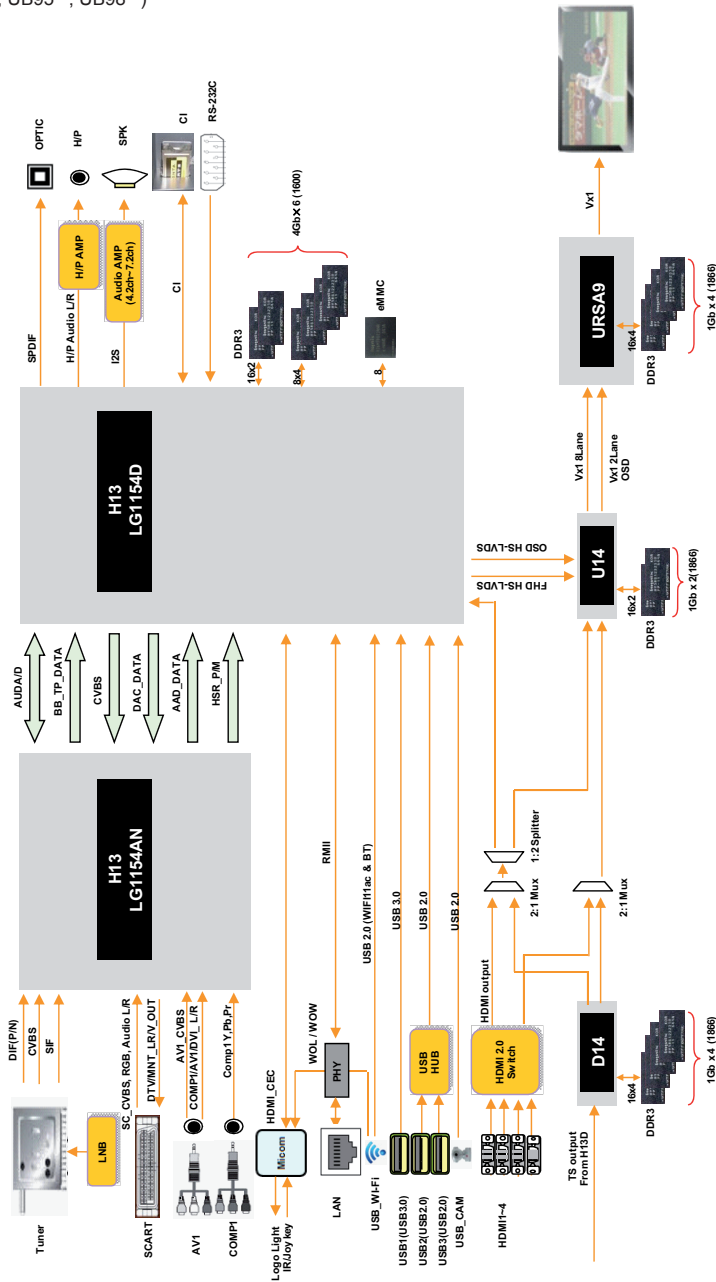 , UB95**, UB98**)
Tuner
DIF(P/N)
CVBS
SIF
LNB
SCART
SC_CVBS, RGB, Audio L/R
DTV/MNT_LR/V_OUT
AV1
COMP1
AV1_CVBS
COMP1/AV1/DVI_ L/R
Comp1 Y,Pb,Pr
H13
LG1154AN
AUDA/D
BB_TP_DATA
CVBS
DAC_DATA
AAD_DATA
HSR_P/M
H13
LG1154D
SPDIF
OPTIC
H/P Audio L/R
H/P AMP
H/P
I2S
Audio AMP
(4.2ch~7.2ch)
SPK
CI
CI
RS-232C
DDR3
16x2
8x4
4Gb X 6 (1600)
8
eMMC
Logo Light
IR/Joy key
Micom
HDMI_CEC
LAN
PHY
WOL / WOW
RMII
USB_WI-Fi
USB 2.0 (WIFI11ac & BT)
USB1(USB3.0)
USB 3.0
USB2(USB2.0)
USB3(USB2.0)
USB
HUB
USB 2.0
USB_CAM
USB 2.0
HDMI1~4
HDMI 2.0
Switch
HDMI output
2:1 Mux
1:2 Splitter
2:1 Mux
TS output
From H13D
D14
16x4
DDR3
1Gb x 4 (1866)
FHD HS-LVDS
OSD HS-LVDS
U14
16x2
DDR3
1Gb x 2(1866)
Vx1 8Lane
Vx1 2Lane
OSD
URSA9
16x4
DDR3
1Gb x 4 (1866)
Vx1